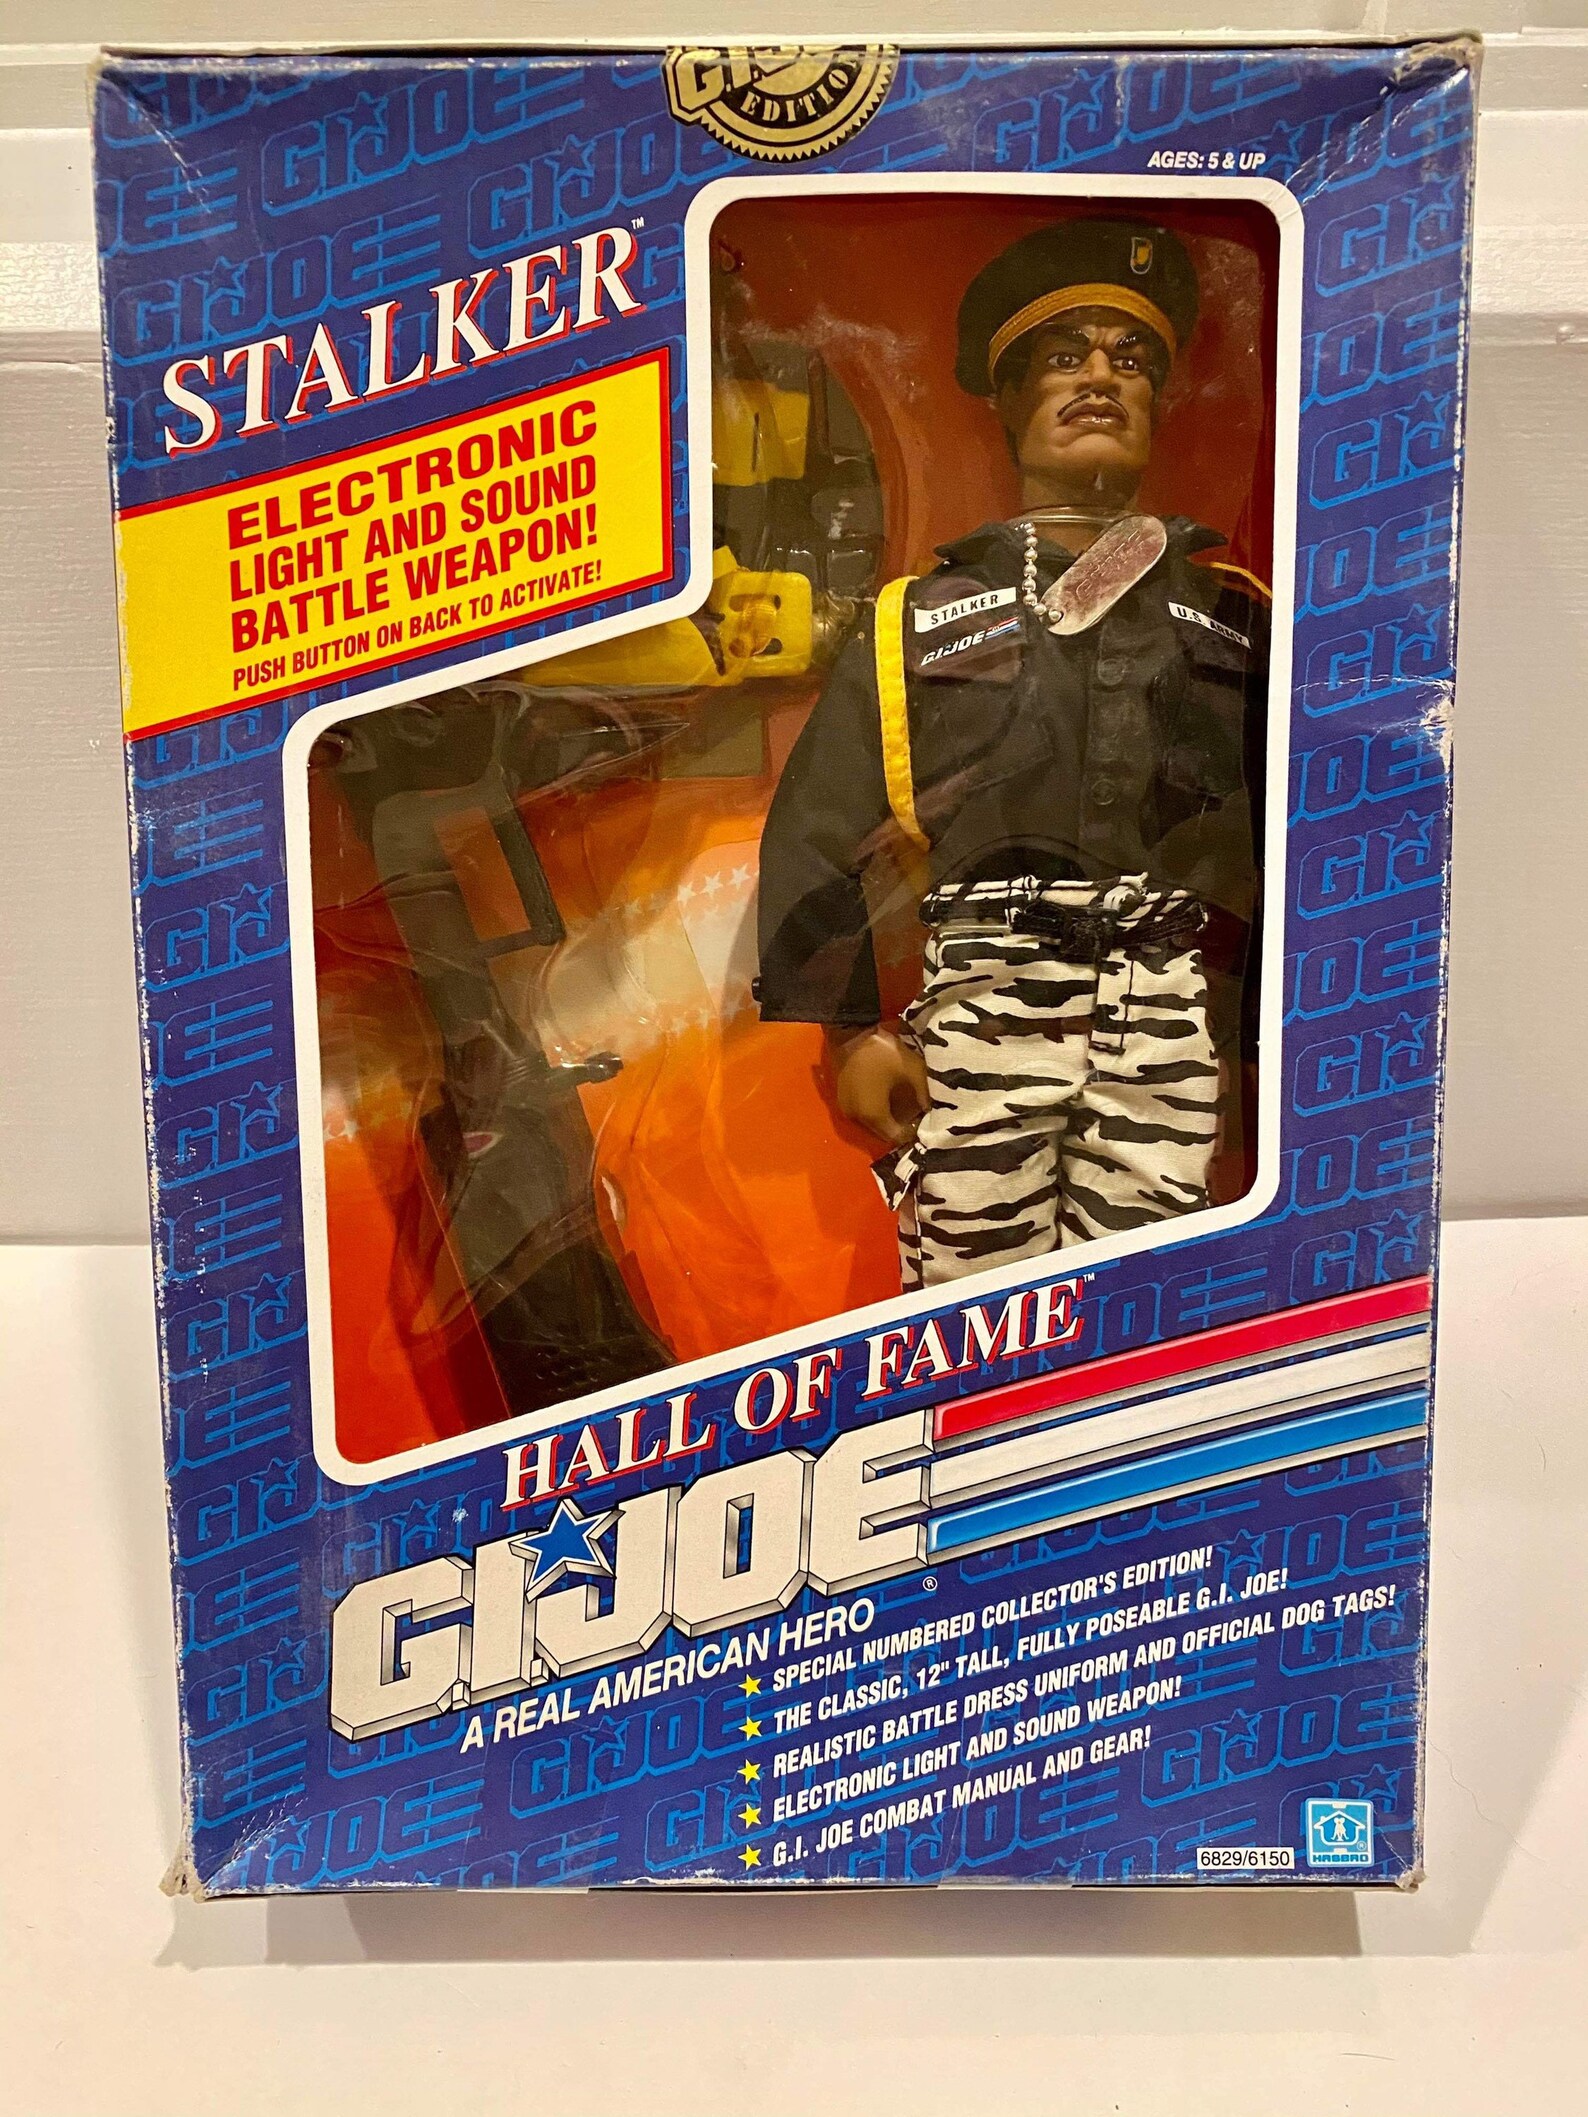 G.I. JOE
EDITION
AGES: 5 & UP
STALKER™
ELECTRONIC
LIGHT AND SOUND
BATTLE WEAPON!
PUSH BUTTON ON BACK TO ACTIVATE!
STALKER
G.I. JOE
U.S. ARMY
HALL OF FAME™
G.I. JOE®
A REAL AMERICAN HERO
★ SPECIAL NUMBERED COLLECTOR'S EDITION!
★ THE CLASSIC, 12" TALL, FULLY POSEABLE G.I. JOE!
★ REALISTIC BATTLE DRESS UNIFORM AND OFFICIAL DOG TAGS!
★ ELECTRONIC LIGHT AND SOUND WEAPON!
★ G.I. JOE COMBAT MANUAL AND GEAR!
6829/6150
HASBRO®